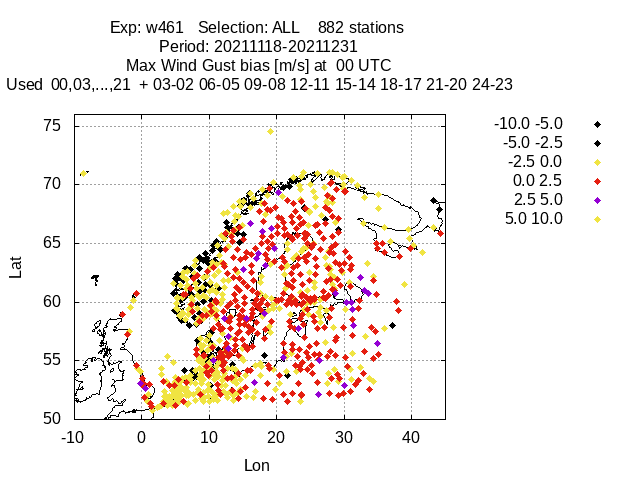 Exp: w461 Selection: ALL 882 stations
Period: 20211118-20211231
Max Wind Gust bias [m/s] at 00 UTC
Used 00,03,...,21 + 03-02 06-05 09-08 12-11 15-14 18-17 21-20 24-23
-10.0 -5.0
-5.0 -2.5
-2.5 0.0
0.0 2.5
2.5 5.0
5.0 10.0
75
70
65
60
55
50
Lat
-10 0 10 20 30 40
Lon